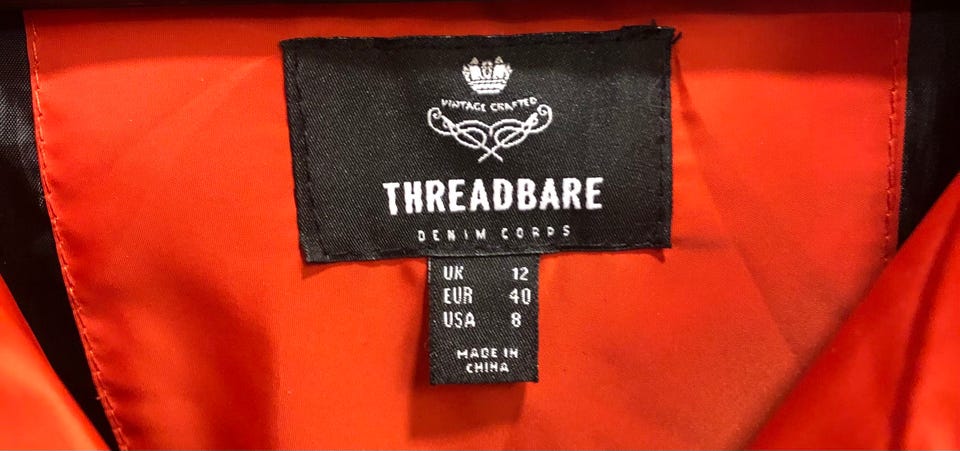 VINTAGE CRAFTED
THREADBARE
DENIM CORPS
UK 12
EUR 40
USA 8
MADE IN
CHINA